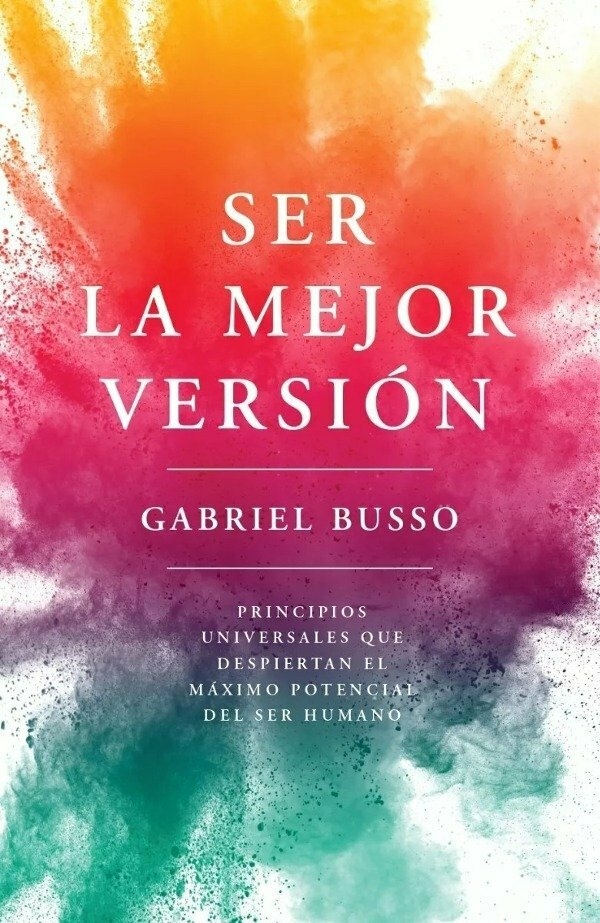 SER
LA MEJOR
VERSIÓN
GABRIEL BUSSO
PRINCIPIOS
UNIVERSALES QUE
DESPIERTAN EL
MÁXIMO POTENCIAL
DEL SER HUMANO